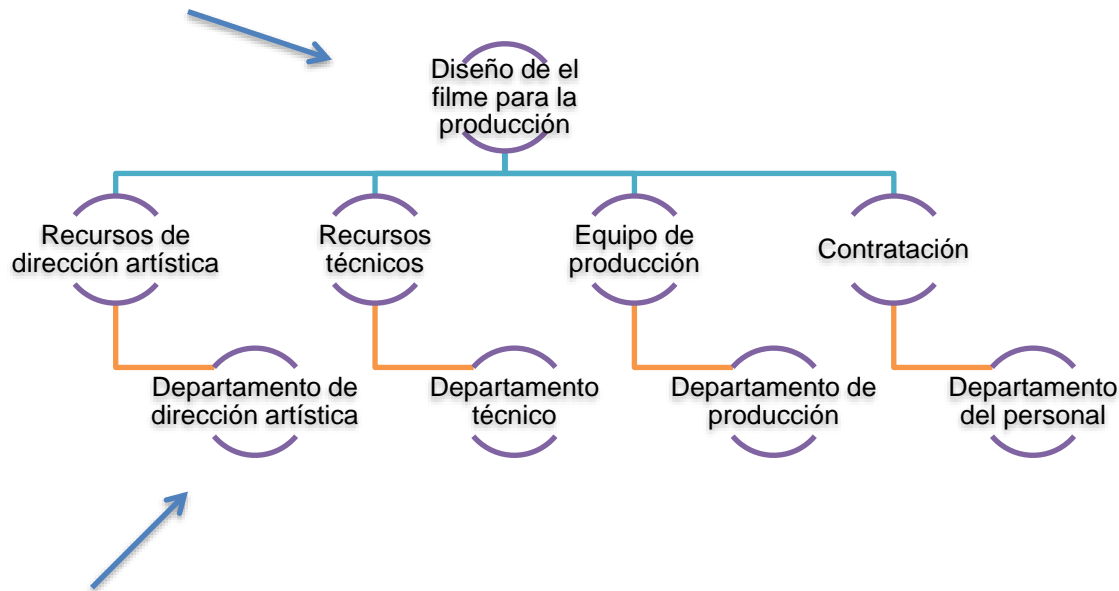 Diseño de el
filme para la
producción
Recursos de
dirección artística
Recursos
técnicos
Equipo de
producción
Contratación
Departamento de
dirección artística
Departamento
técnico
Departamento de
producción
Departamento
del personal